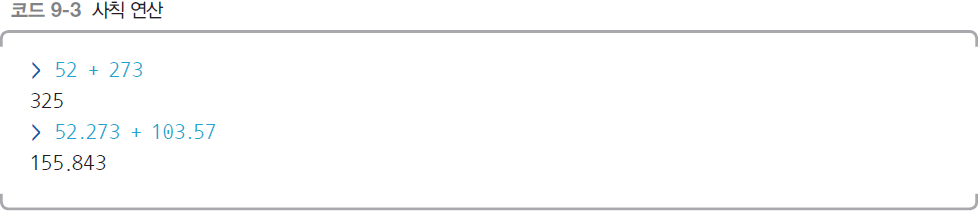 코드 9-3 사칙 연산
> 52 + 273
325
> 52.273 + 103.57
155.843